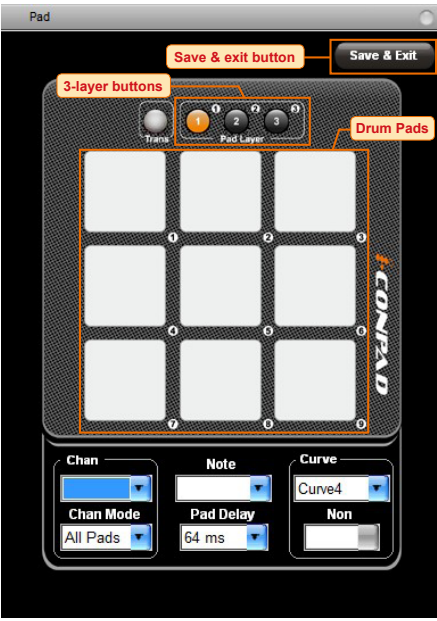 Pad
Save & exit button
Save & Exit
3-layer buttons
1 2 3
1 2 3
Trans
Pad Layer
Drum Pads
1 2 3
i-CONPAD
4 5 6
7 8 9
Chan
Note
Curve
Curve4
Chan Mode
Pad Delay
Non
All Pads
64 ms